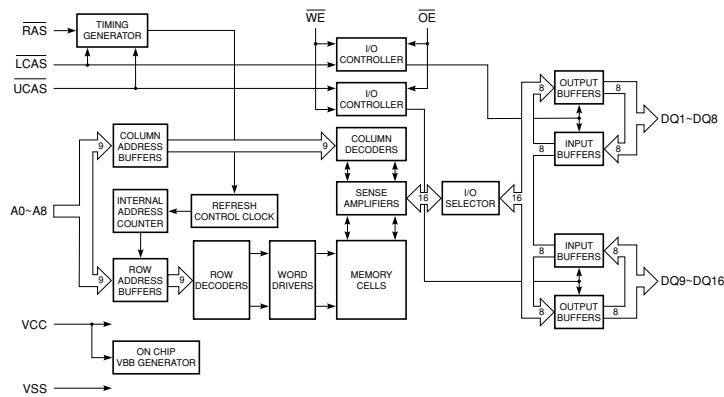 WE
OE
RAS
TIMING
GENERATOR
LCAS
UCAS
I/O
CONTROLLER
I/O
CONTROLLER
OUTPUT
BUFFERS
8
8
DQ1~DQ8
INPUT
BUFFERS
8
8
COLUMN
ADDRESS
BUFFERS
9
9
COLUMN
DECODERS
A0~A8
INTERNAL
ADDRESS
COUNTER
REFRESH
CONTROL CLOCK
SENSE
AMPLIFIERS
16
I/O
SELECTOR
16
ROW
ADDRESS
BUFFERS
9
9
ROW
DECODERS
WORD
DRIVERS
MEMORY
CELLS
INPUT
BUFFERS
8
8
DQ9~DQ16
OUTPUT
BUFFERS
8
8
VCC
ON CHIP
VBB GENERATOR
VSS